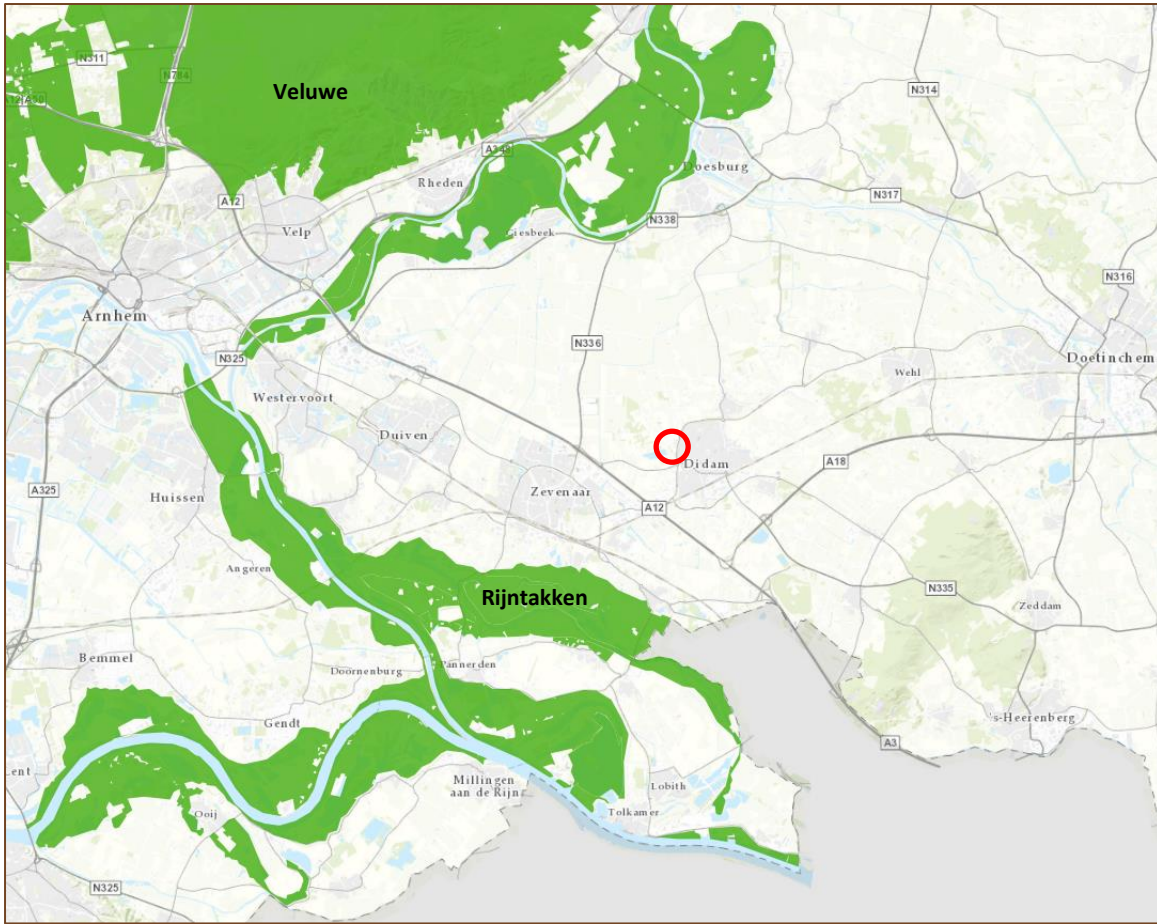 N311
N784
Veluwe
N314
A348
Doesburg
Rheden
N317
A12
N338
Velp
Giesbeek
N316
Arnhem
N336
Doetinchem
N325
Wehl
Westervoort
Duiven
A18
Didam
A325
Huissen
Zevenaar
A12
Angeren
Rijntakken
N335
Zeddam
Bemmel
Doornenburg
Pannerden
Gendt
's-Heerenberg
A3
Lent
Millingen
aan de Rijn
Lobith
Ooij
Tolkamer
N325